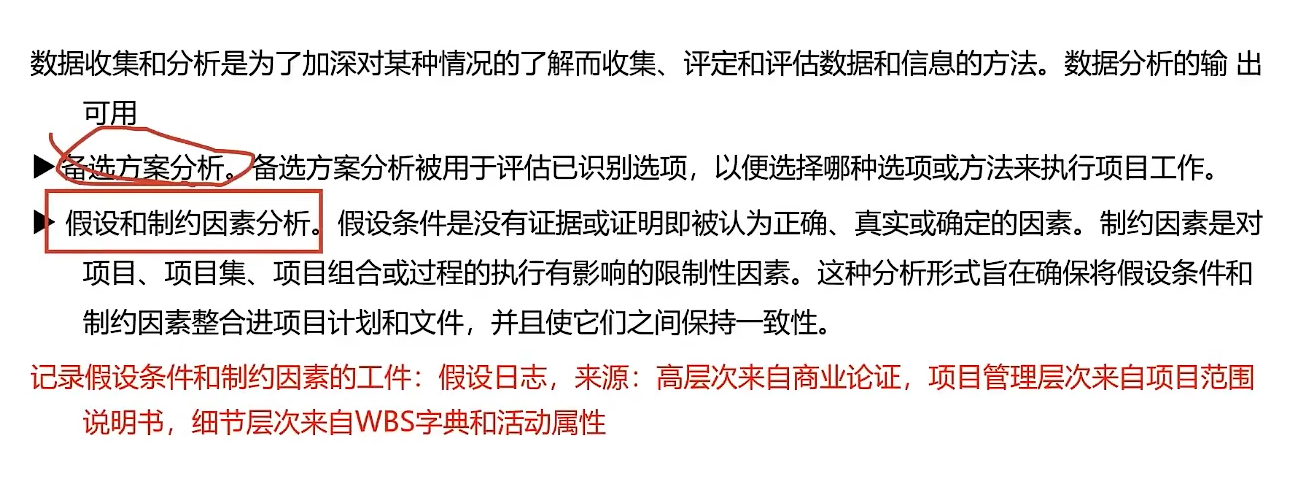 数据收集和分析是为了加深对某种情况的了解而收集、评定和评估数据和信息的方法。数据分析的输 出
可用
▶ 备选方案分析。备选方案分析被用于评估已识别选项，以便选择哪种选项或方法来执行项目工作。
▶ 假设和制约因素分析。假设条件是没有证据或证明即被认为正确、真实或确定的因素。制约因素是对
项目、项目集、项目组合或过程的执行有影响的限制性因素。这种分析形式旨在确保将假设条件和
制约因素整合进项目计划和文件，并且使它们之间保持一致性。
记录假设条件和制约因素的工件：假设日志，来源：高层次来自商业论证，项目管理层次来自项目范围
说明书，细节层次来自WBS字典和活动属性